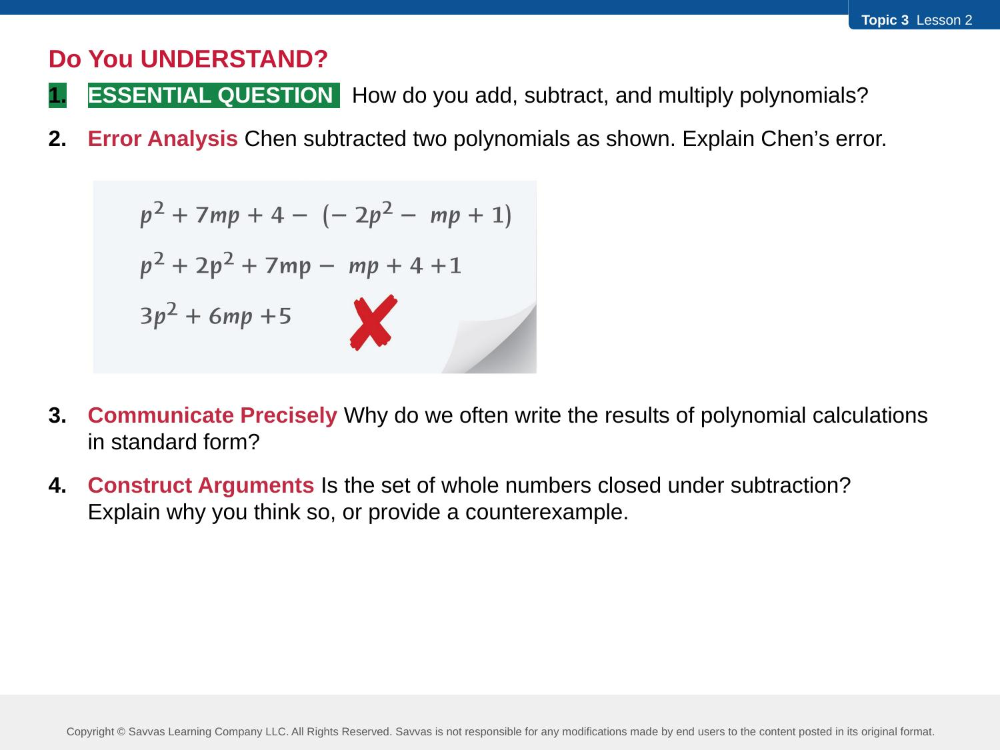 Topic 3 Lesson 2
Do You UNDERSTAND?
1. ESSENTIAL QUESTION How do you add, subtract, and multiply polynomials?
2. Error Analysis Chen subtracted two polynomials as shown. Explain Chen’s error.
p² + 7mp + 4 − (− 2p² − mp + 1)
p² + 2p² + 7mp − mp + 4 +1
3p² + 6mp +5
3. Communicate Precisely Why do we often write the results of polynomial calculations
in standard form?
4. Construct Arguments Is the set of whole numbers closed under subtraction?
Explain why you think so, or provide a counterexample.
Copyright © Savvas Learning Company LLC. All Rights Reserved. Savvas is not responsible for any modifications made by end users to the content posted in its original format.